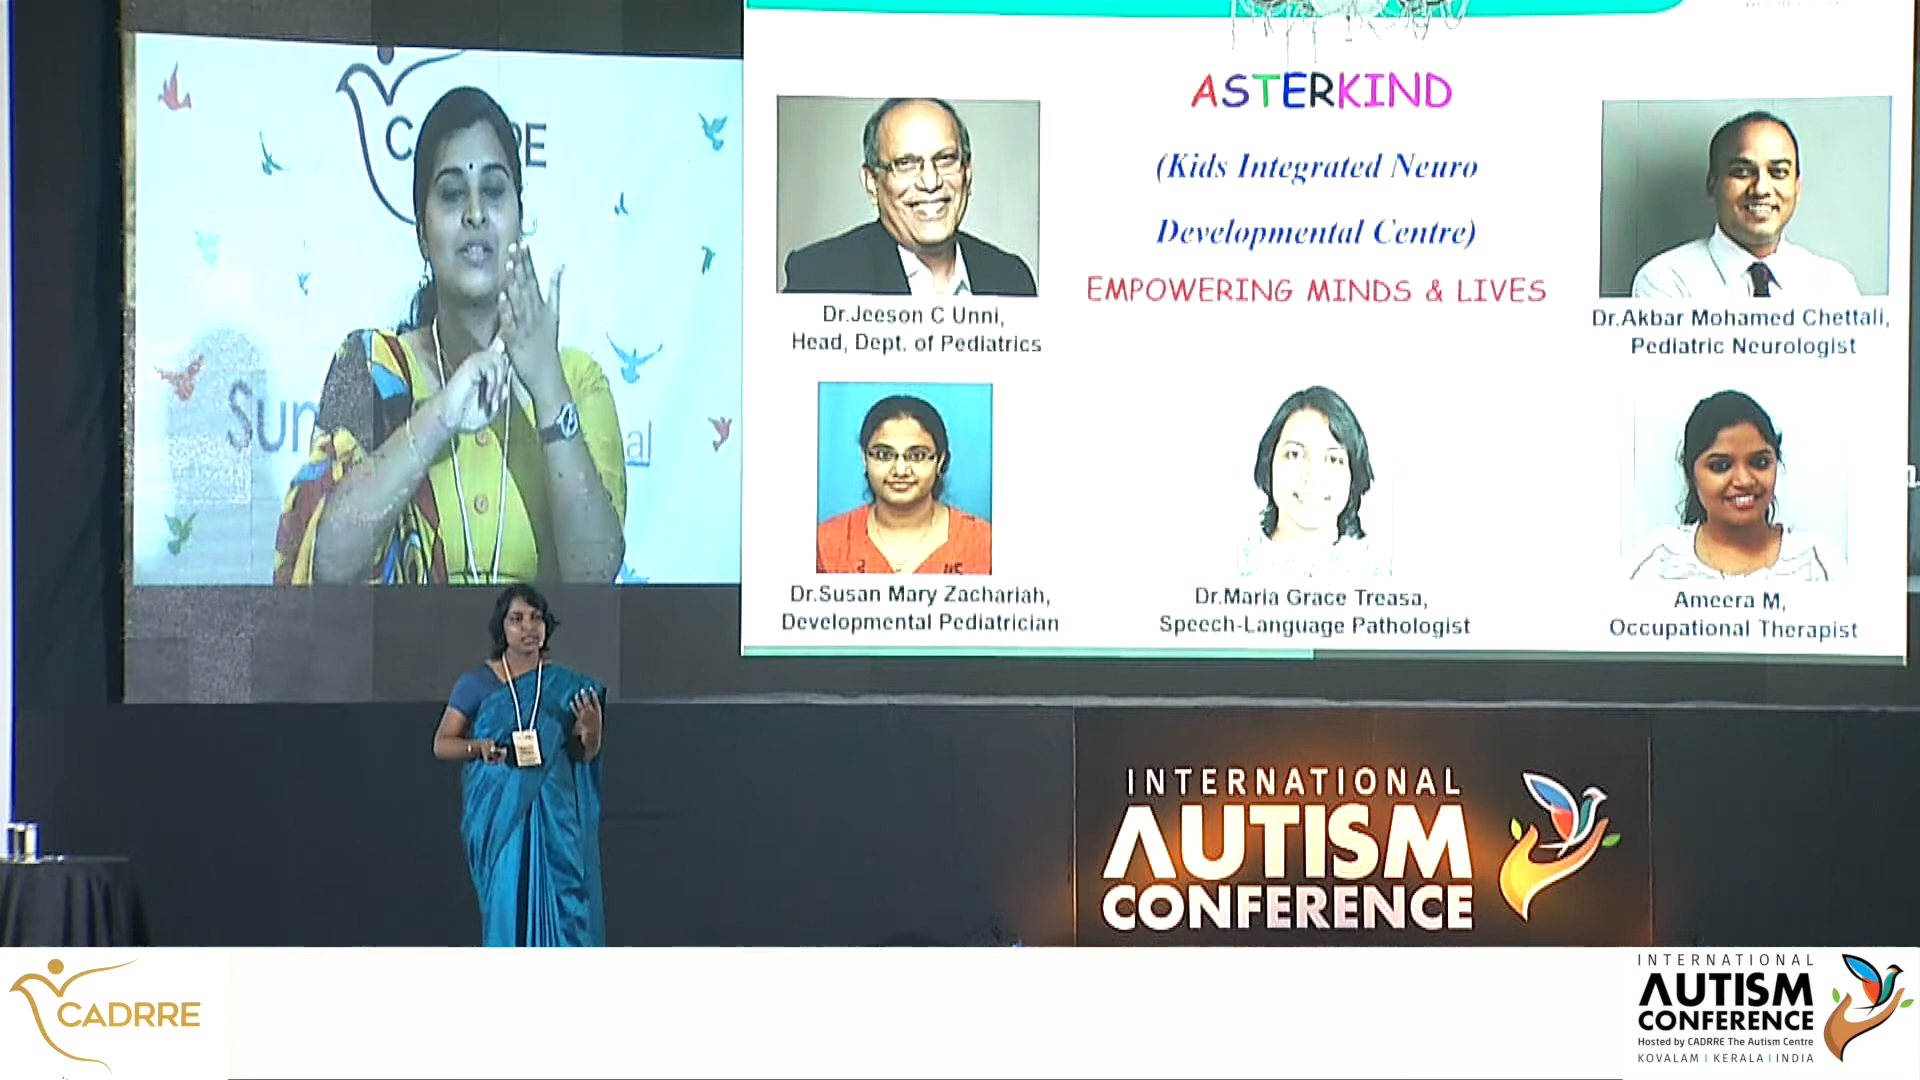 ASTERKIND
(Kids Integrated Neuro
Developmental Centre)
EMPOWERING MINDS & LIVES
Dr.Jeeson C Unni,
Head, Dept. of Pediatrics
Dr.Akbar Mohamed Chettali,
Pediatric Neurologist
Dr.Susan Mary Zachariah,
Developmental Pediatrician
Dr.Maria Grace Treasa,
Speech-Language Pathologist
Ameera M,
Occupational Therapist
INTERNATIONAL
AUTISM
CONFERENCE
CADRRE
INTERNATIONAL
AUTISM
CONFERENCE
Hosted by CADRRE The Autism Centre
KOVALAM | KERALA | INDIA